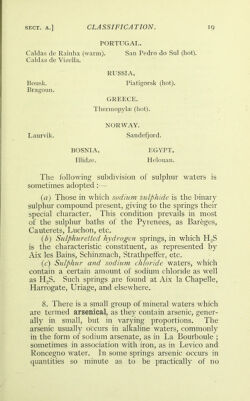 SECT. A.] CLASSIFICATION. 19
PORTUGAL.
Caldas de Rainha (warm). San Pedro do Sul (hot).
Caldas de Vizella.
RUSSIA.
Bousk. Piatigorsk (hot).
Bragoun.
GREECE.
Thermopylæ (hot).
NORWAY.
Laurvik. Sandefjord.
BOSNIA, EGYPT,
Illidze. Helouan.
The following subdivision of sulphur waters is
sometimes adopted :—
(a) Those in which sodium sulphide is the binary
sulphur compound present, giving to the springs their
special character. This condition prevails in most
of the sulphur baths of the Pyrenees, as Barèges,
Cauterets, Luchon, etc.
(b) Sulphuretted hydrogen springs, in which H₂S
is the characteristic constituent, as represented by
Aix les Bains, Schinznach, Strathpeffer, etc.
(c) Sulphur and sodium chloride waters, which
contain a certain amount of sodium chloride as well
as H₂S. Such springs are found at Aix la Chapelle,
Harrogate, Uriage, and elsewhere.
8. There is a small group of mineral waters which
are termed arsenical, as they contain arsenic, gener-
ally in small, but in varying proportions. The
arsenic usually occurs in alkaline waters, commonly
in the form of sodium arsenate, as in La Bourboule ;
sometimes in association with iron, as in Levico and
Roncegno water. In some springs arsenic occurs in
quantities so minute as to be practically of no